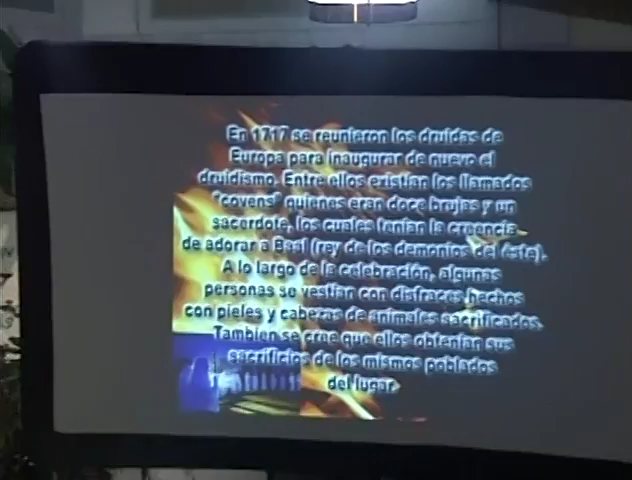 En 1717 se reunieron los druidas de
Europa para inaugurar de nuevo el
druidismo. Entre ellos existían los llamados
"covens" quienes eran doce brujas y un
sacerdote, los cuales tenían la creencia
de adorar a Baal (rey de los demonios del éste).
A lo largo de la celebración, algunas
personas se vestían con disfraces hechos
con pieles y cabezas de animales sacrificados.
También se cree que ellos obtenían sus
sacrificios de los mismos poblados
del lugar.